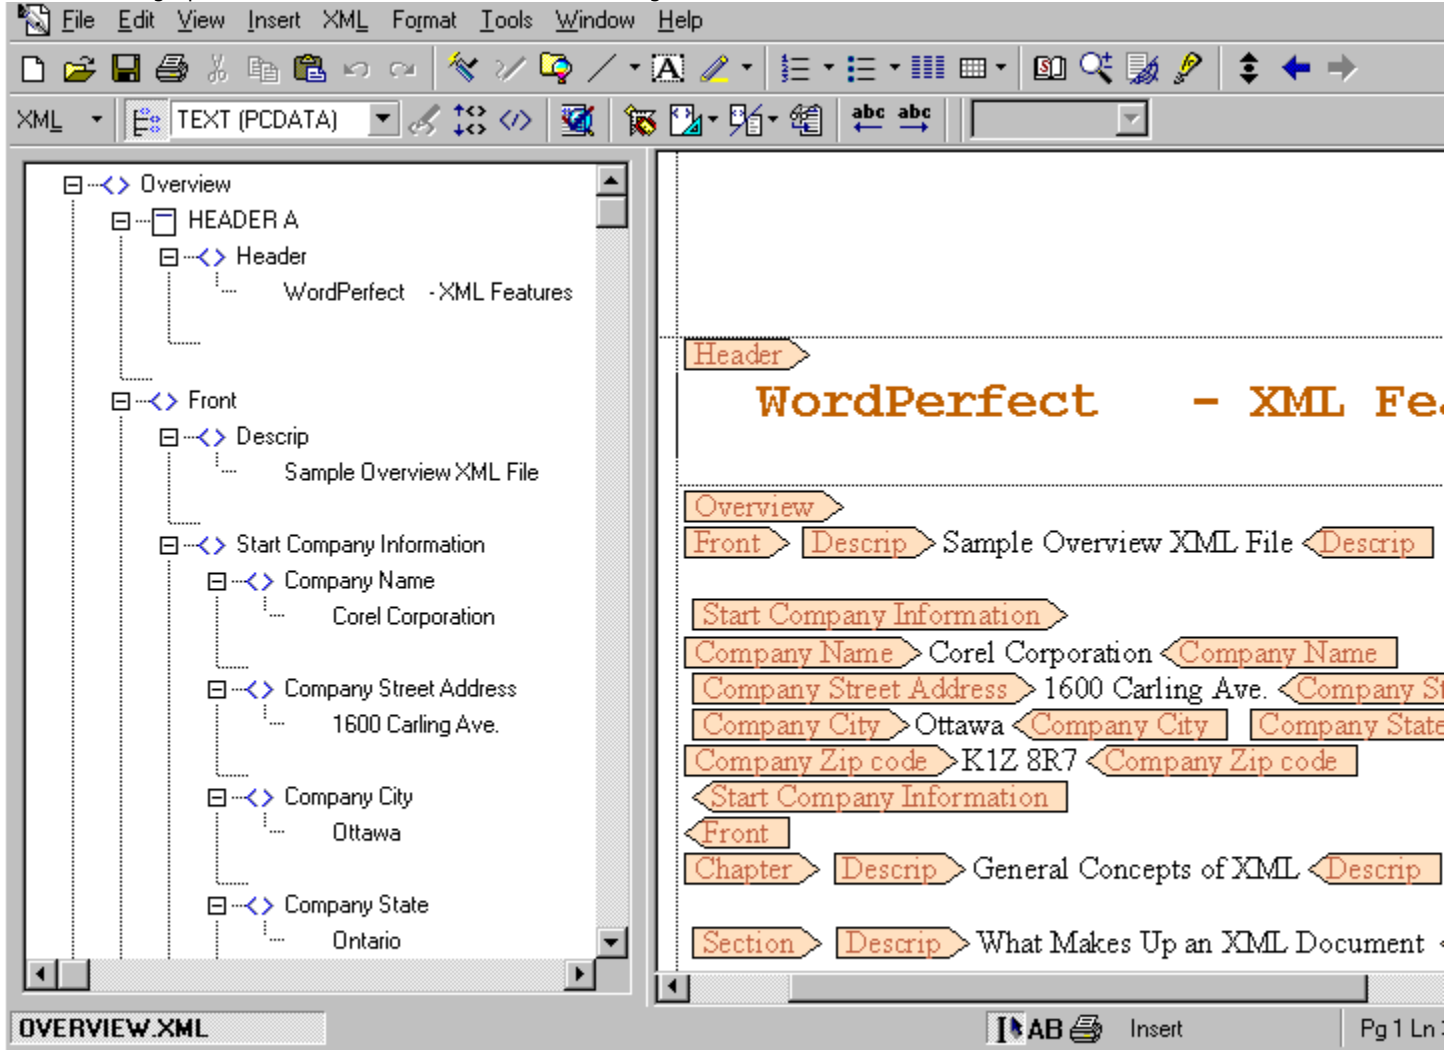 File Edit View Insert XML Format Tools Window Help
XML TEXT (PCDATA) abc abc
Overview
HEADER A
Header
WordPerfect - XML Features
Front
Descrip
Sample Overview XML File
Start Company Information
Company Name
Corel Corporation
Company Street Address
1600 Carling Ave.
Company City
Ottawa
Company State
Ontario
Header
WordPerfect - XML Fea
Overview
Front Descrip Sample Overview XML File Descrip
Start Company Information
Company Name Corel Corporation Company Name
Company Street Address 1600 Carling Ave. Company St
Company City Ottawa Company City Company State
Company Zip code K1Z 8R7 Company Zip code
Start Company Information
Front
Chapter Descrip General Concepts of XML Descrip
Section Descrip What Makes Up an XML Document
OVERVIEW.XML AB Insert Pg 1 Ln